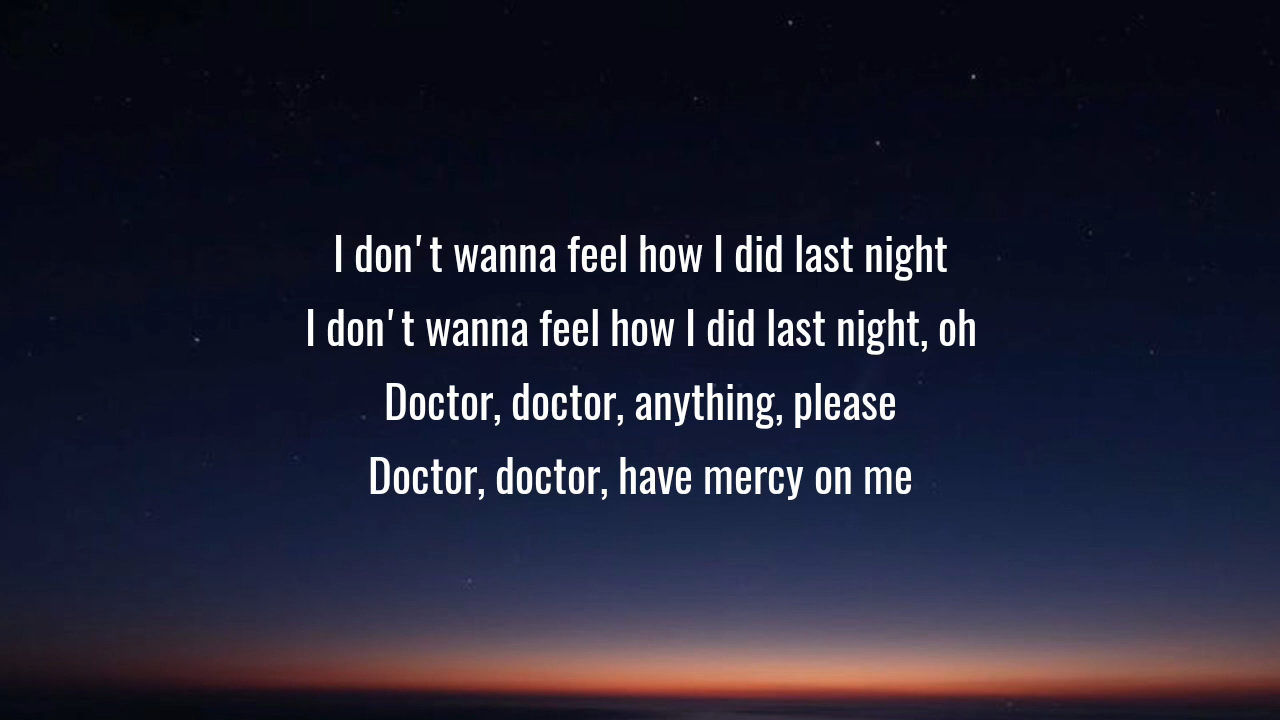 I don't wanna feel how I did last night
I don't wanna feel how I did last night, oh
Doctor, doctor, anything, please
Doctor, doctor, have mercy on me